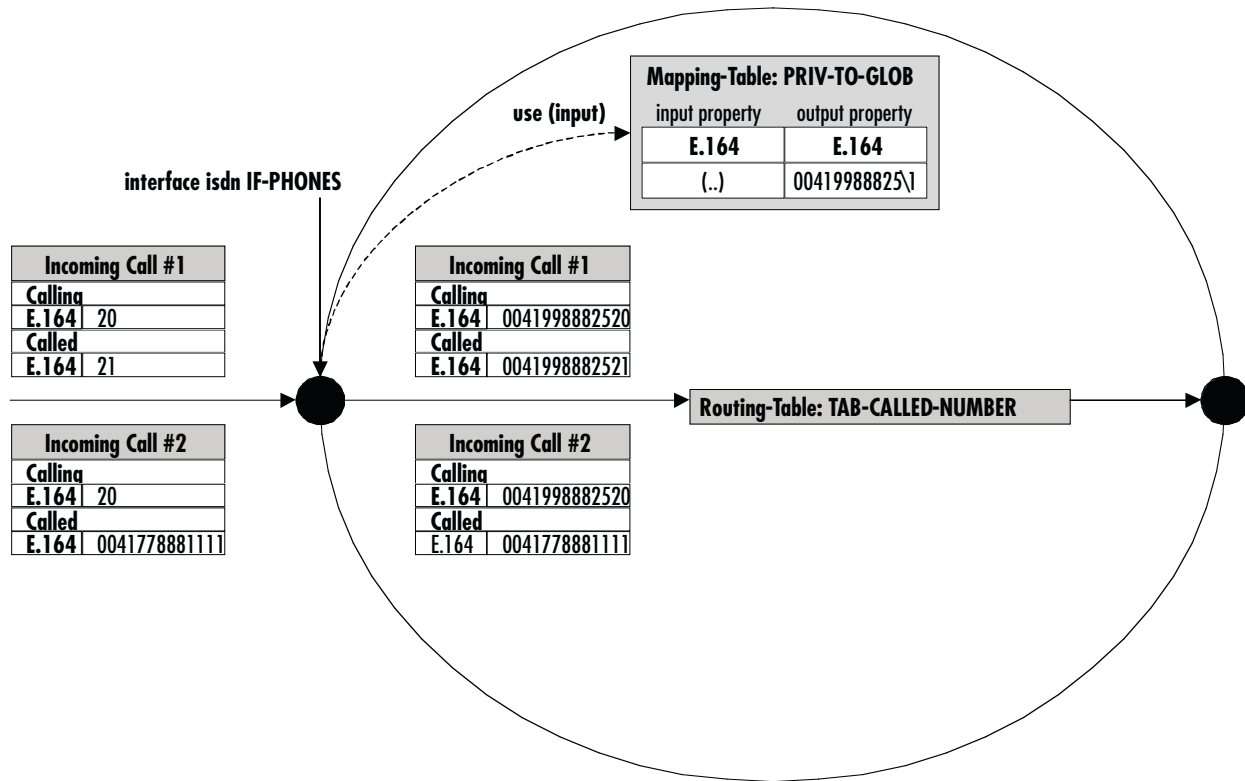 Mapping-Table: PRIV-TO-GLOB
input property output property
E.164 E.164
(..) 00419988825\1
use (input)
interface isdn IF-PHONES
Incoming Call #1
Calling
E.164 20
Called
E.164 21
Incoming Call #1
Calling
E.164 0041998882520
Called
E.164 0041998882521
Routing-Table: TAB-CALLED-NUMBER
Incoming Call #2
Calling
E.164 20
Called
E.164 0041778881111
Incoming Call #2
Calling
E.164 0041998882520
Called
E.164 0041778881111